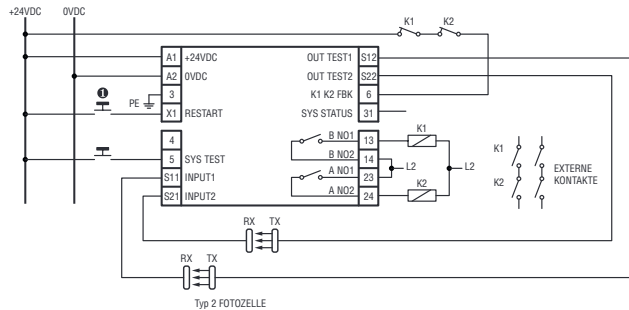 +24VDC 0VDC
K1 K2
A1 +24VDC OUT TEST1 S12
A2 0VDC OUT TEST2 S22
❶
3 K1 K2 FBK 6
PE
X1 RESTART SYS STATUS 31
4 B NO1 13 K1
5 SYS TEST B NO2 14
L2 L2
S11 INPUT1 A NO1 23
S21 INPUT2 A NO2 24 K2
K1
K2
EXTERNE
KONTAKTE
RX TX
RX TX
Typ 2 FOTOZELLE